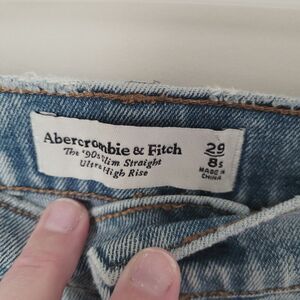 Abercrombie & Fitch
The '90s Slim Straight
Ultra High Rise
29
8S
MADE IN
CHINA